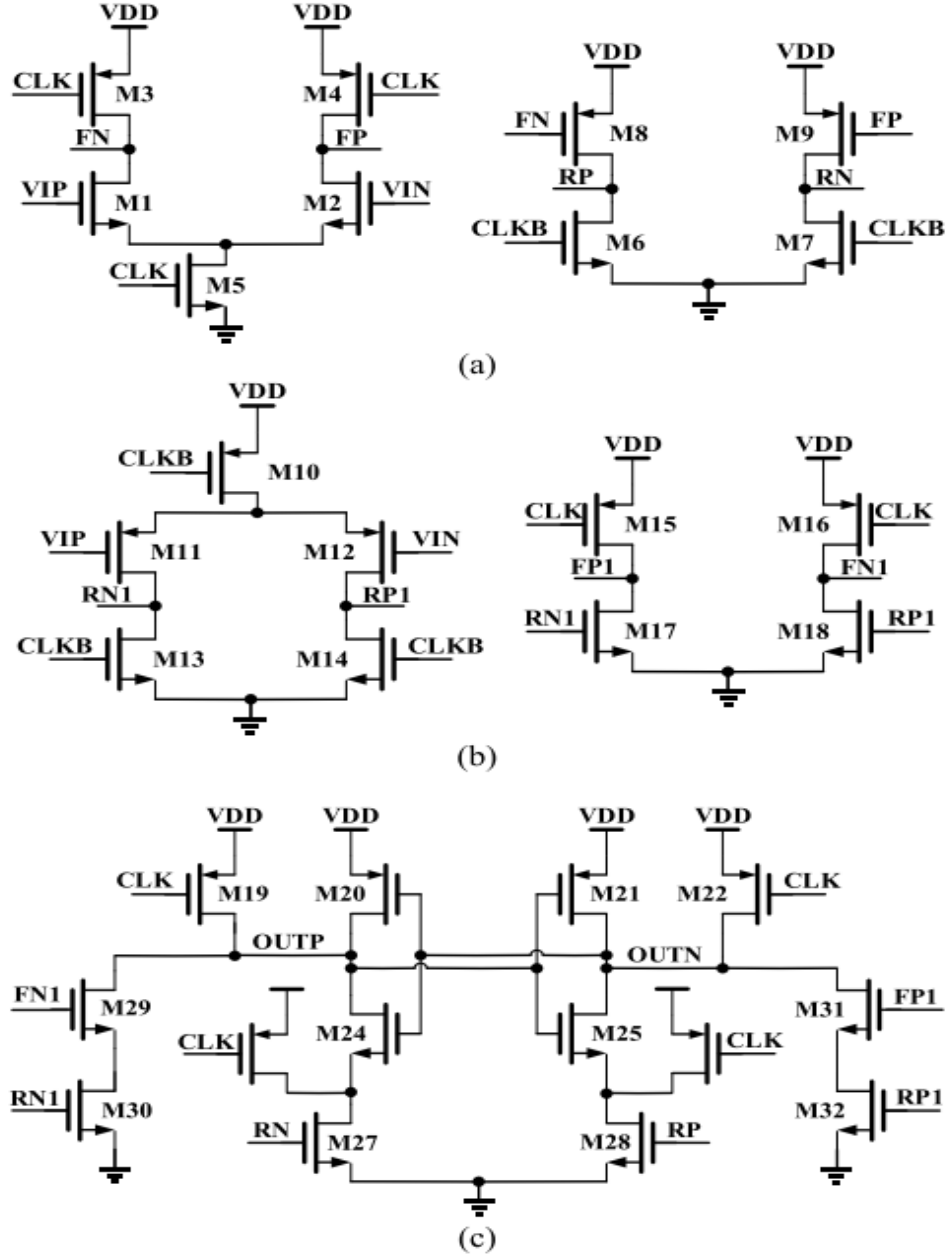 VDD VDD
CLK M3 M4 CLK
FN FP
VIP M1 M2 VIN
CLK M5
VDD VDD
FN M8 M9 FP
RP RN
CLKB M6 M7 CLKB
(a)
VDD
CLKB M10
VIP M11 M12 VIN
RN1 RP1
CLKB M13 M14 CLKB
VDD VDD
CLK M15 M16 CLK
FP1 FN1
RN1 M17 M18 RP1
(b)
VDD VDD VDD VDD
CLK M19 M20 M21 M22 CLK
OUTP OUTN
FN1 M29 M24 M25 M31 FP1
CLK CLK
RN1 M30 RN M27 M28 RP M32 RP1
(c)